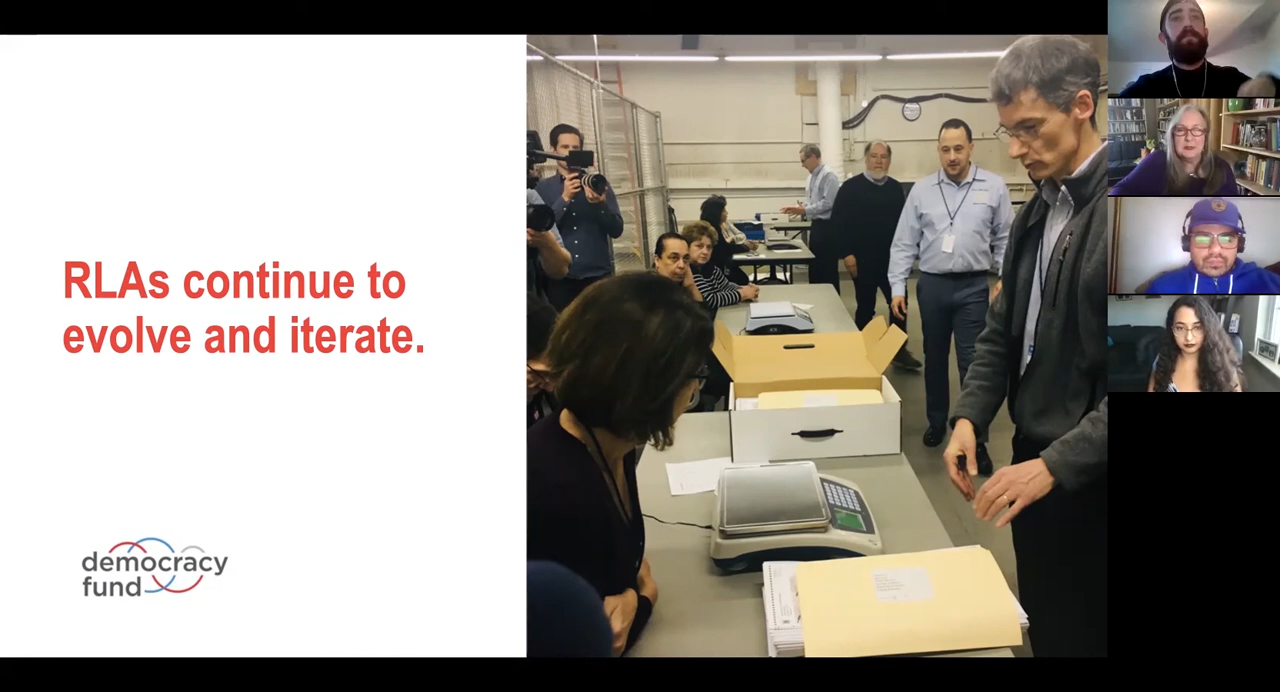 RLAs continue to
evolve and iterate.
democracy
fund